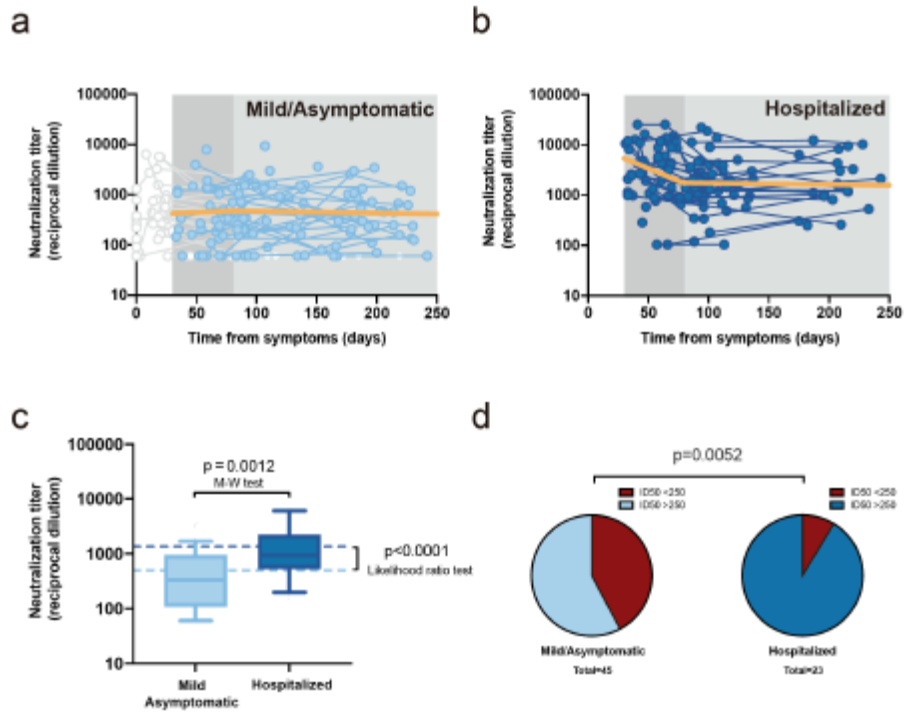 a
Mild/Asymptomatic
100000
10000
1000
100
10
Neutralization titer
(reciprocal dilution)
0 50 100 150 200 250
Time from symptoms (days)
b
Hospitalized
100000
10000
1000
100
10
Neutralization titer
(reciprocal dilution)
0 50 100 150 200 250
Time from symptoms (days)
c
100000
10000
1000
100
10
Neutralization titer
(reciprocal dilution)
p = 0.0012
M-W test
p<0.0001
Likelihood ratio test
Mild
Asymptomatic
Hospitalized
d
p=0.0052
ID50 <250
ID50 >250
Mild/Asymptomatic
Total=45
ID50 <250
ID50 >250
Hospitalized
Total=23